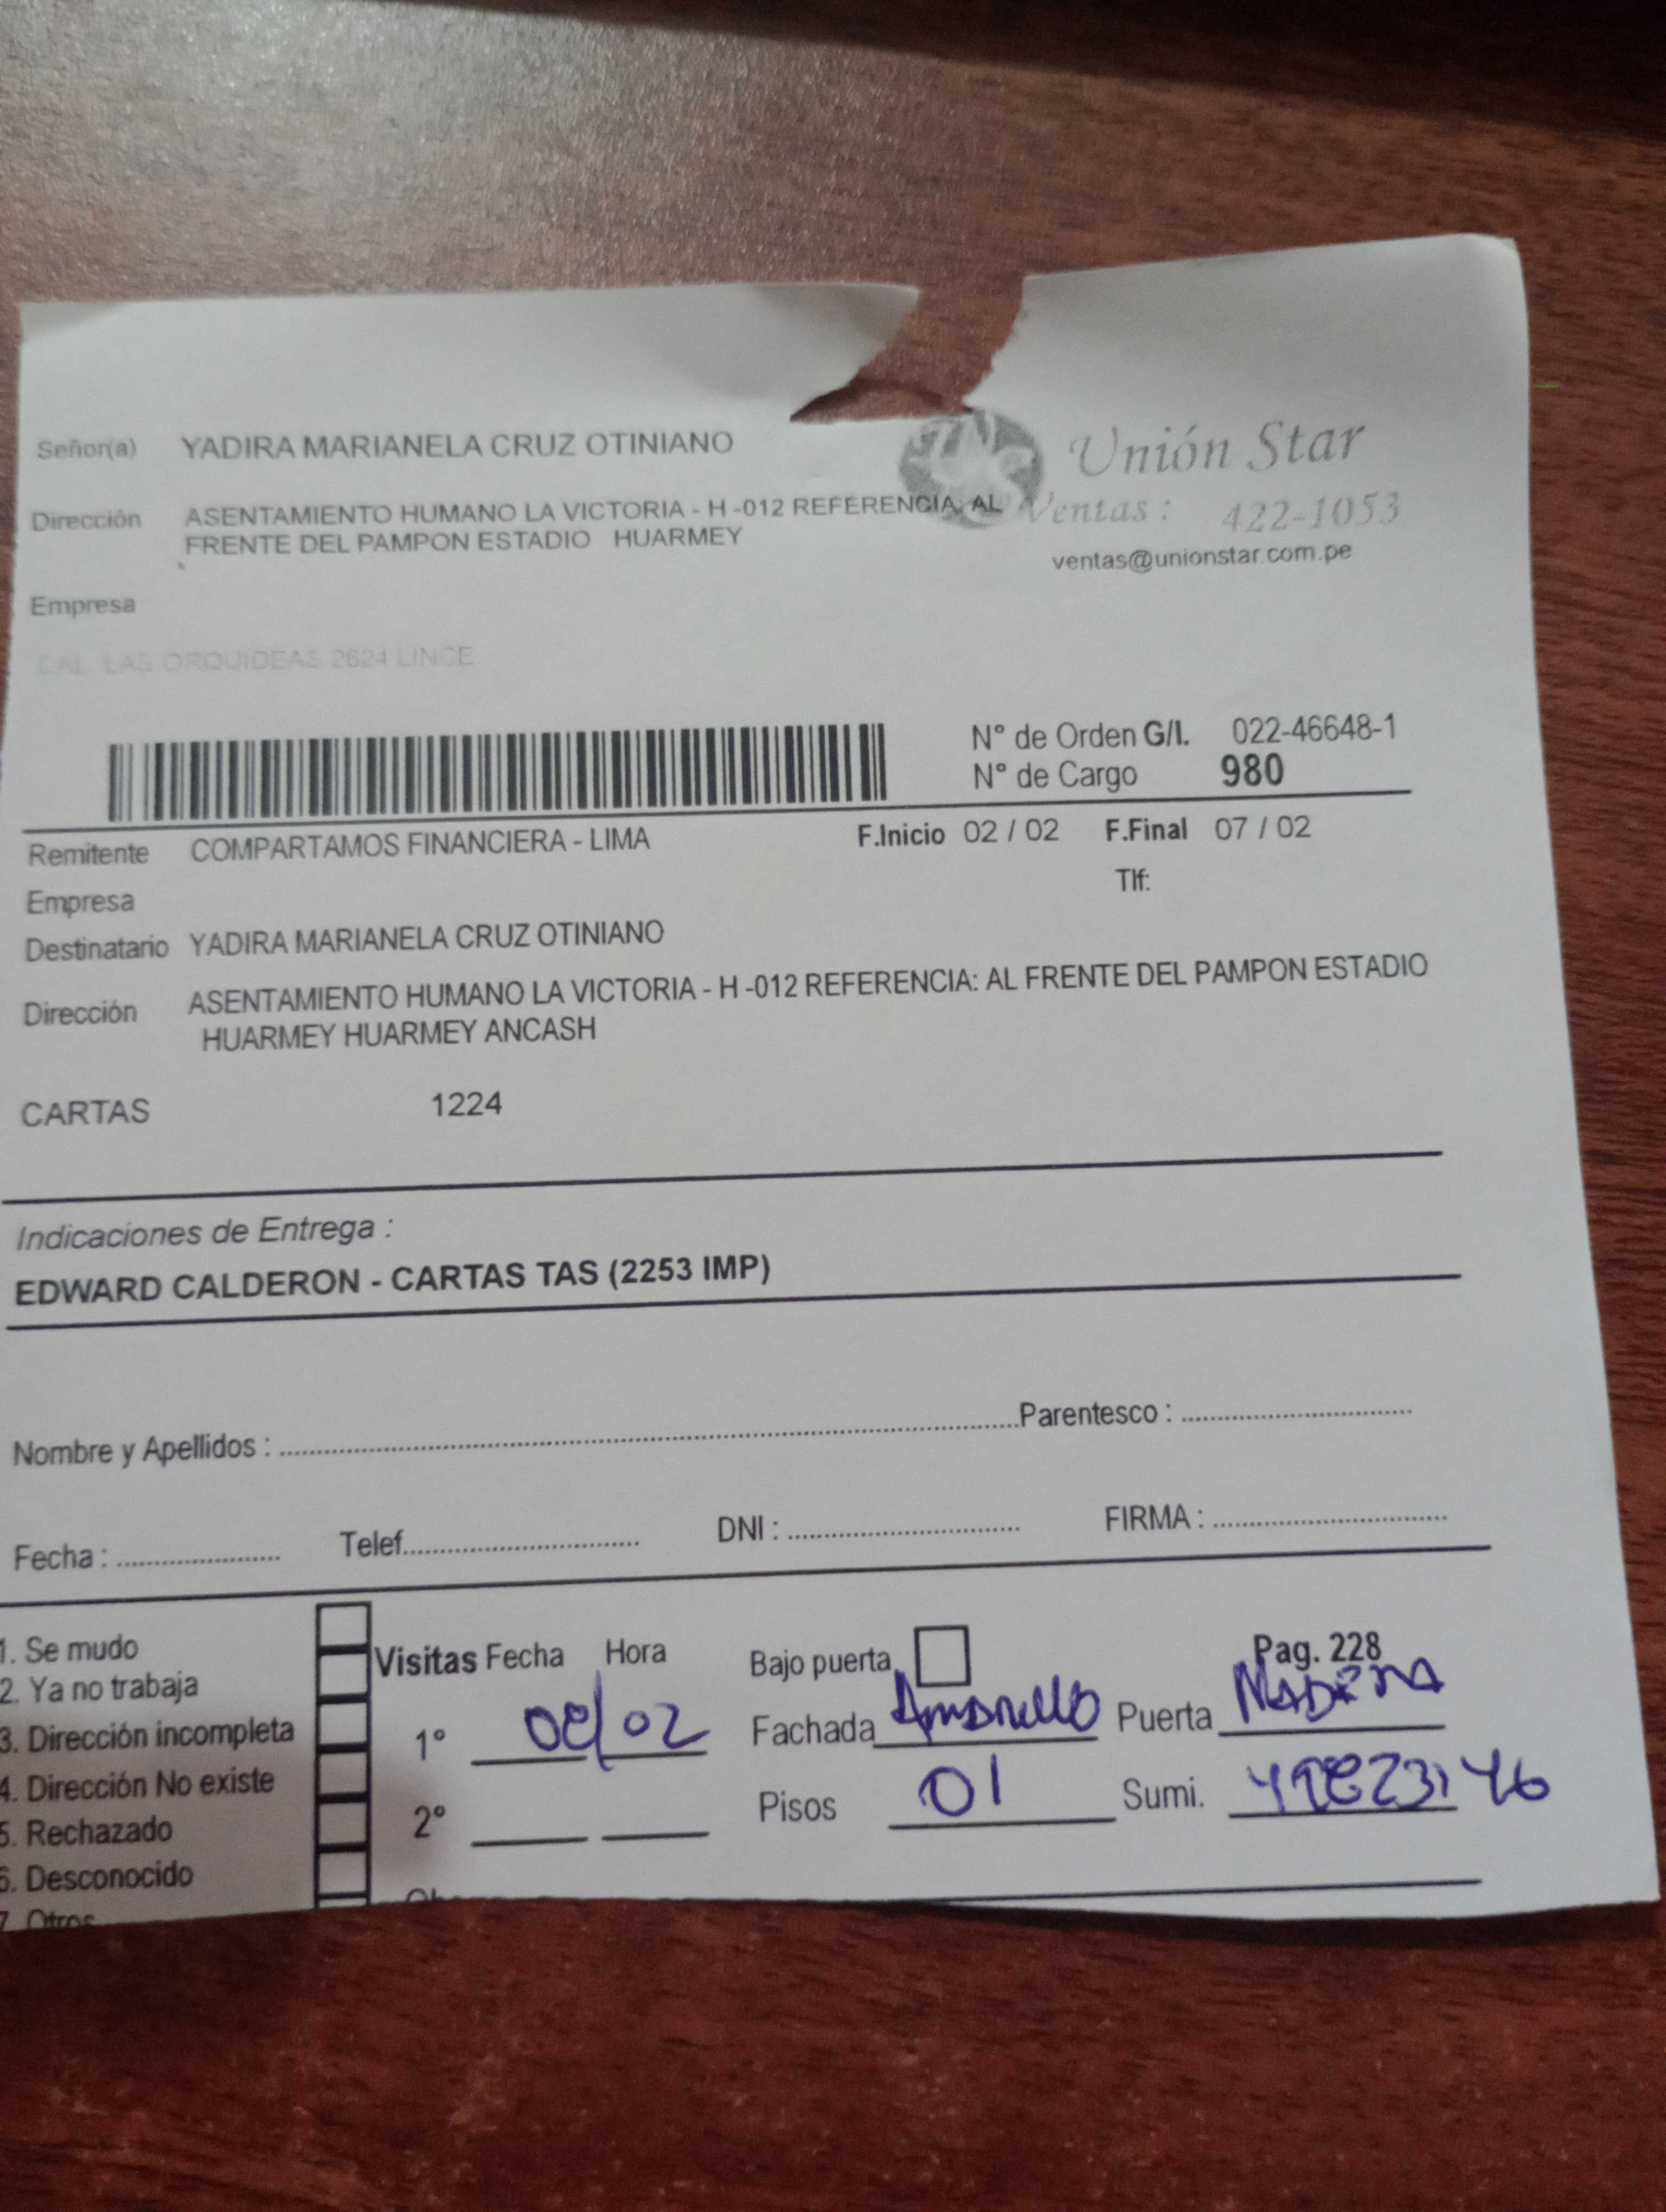 Señor(a) YADIRA MARIANELA CRUZ OTINIANO
Unión Star
Dirección ASENTAMIENTO HUMANO LA VICTORIA - H -012 REFERENCIA: AL
FRENTE DEL PAMPON ESTADIO HUARMEY
Ventas : 422-1053
ventas@unionstar.com.pe
Empresa
CAL. LAS ORQUIDEAS 2624 LINCE
N° de Orden G/I. 022-46648-1
N° de Cargo 980
Remitente COMPARTAMOS FINANCIERA - LIMA F.Inicio 02 / 02 F.Final 07 / 02
Empresa Tlf:
Destinatario YADIRA MARIANELA CRUZ OTINIANO
Dirección ASENTAMIENTO HUMANO LA VICTORIA - H -012 REFERENCIA: AL FRENTE DEL PAMPON ESTADIO
HUARMEY HUARMEY ANCASH
CARTAS 1224
Indicaciones de Entrega :
EDWARD CALDERON - CARTAS TAS (2253 IMP)
Nombre y Apellidos : Parentesco :
Fecha : Telef. DNI : FIRMA :
1. Se mudo
2. Ya no trabaja
3. Dirección incompleta
4. Dirección No existe
5. Rechazado
6. Desconocido
7. Otros
Visitas Fecha Hora
1° 08/02
2°
Bajo puerta Pag. 228
Fachada Amarillo Puerta MADERA
Pisos 01 Sumi.